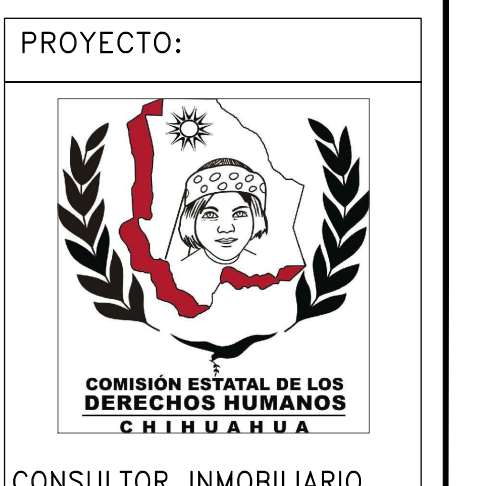 PROYECTO:
COMISIÓN ESTATAL DE LOS
DERECHOS HUMANOS
CHIHUAHUA
CONSULTOR INMOBILIARIO